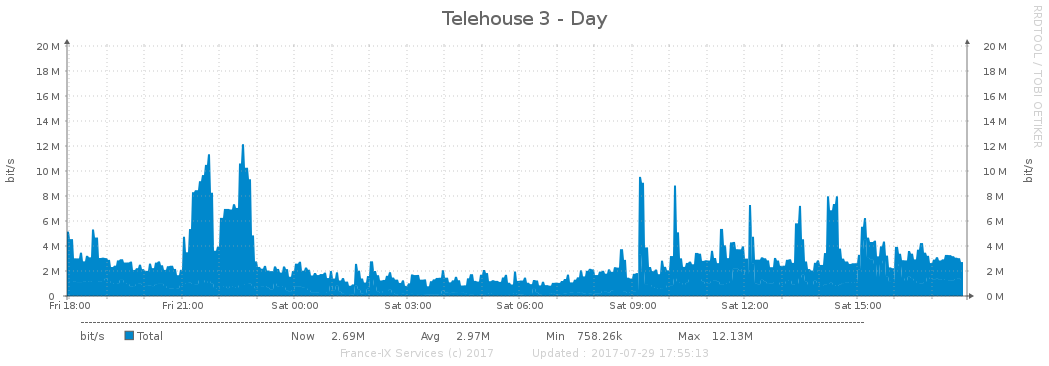 Telehouse 3 - Day
RRDTOOL / TOBI OETIKER
bit/s
20 M 20 M
18 M 18 M
16 M 16 M
14 M 14 M
12 M 12 M
10 M 10 M
8 M 8 M
6 M 6 M
4 M 4 M
2 M 2 M
0 0 M
bit/s
Fri 18:00 Fri 21:00 Sat 00:00 Sat 03:00 Sat 06:00 Sat 09:00 Sat 12:00 Sat 15:00
bit/s Total Now 2.69M Avg 2.97M Min 758.26k Max 12.13M
France-IX Services (c) 2017 Updated : 2017-07-29 17:55:13